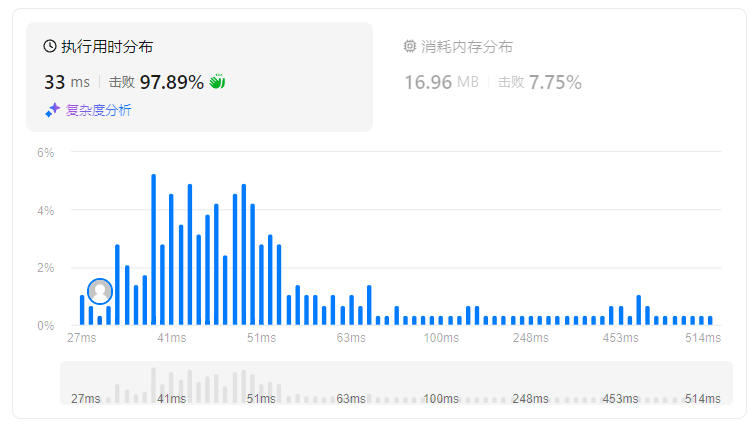 执行用时分布
33 ms 击败 97.89%
复杂度分析
消耗内存分布
16.96 MB 击败 7.75%
6%
4%
2%
0%
27ms 41ms 51ms 63ms 100ms 248ms 453ms 514ms
27ms 41ms 51ms 63ms 100ms 248ms 453ms 514ms